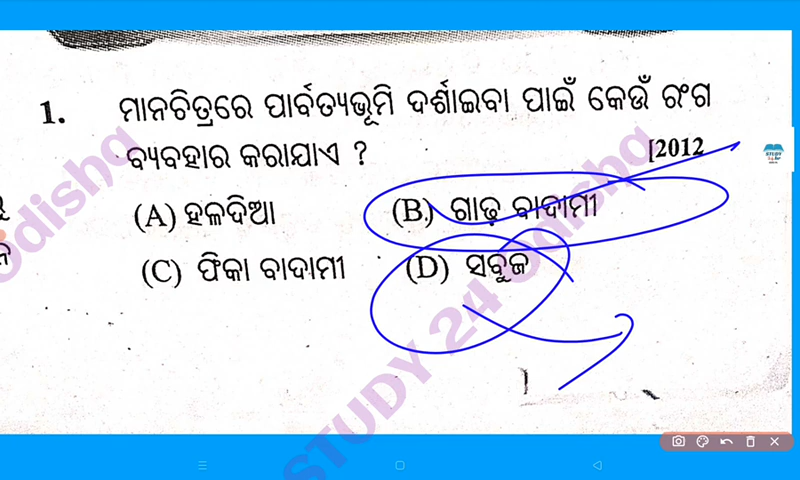 1. ମାନଚିତ୍ରରେ ପାର୍ବତ୍ୟଭୂମି ଦର୍ଶାଇବା ପାଇଁ କେଉଁ ରଂଗ
ବ୍ୟବହାର କରାଯାଏ ? [2012
(A) ହଳଦିଆ (B) ଗାଢ଼ ବାଦାମୀ
(C) ଫିକା ବାଦାମୀ (D) ସବୁଜ
STUDY 24 Odisha
Odisha